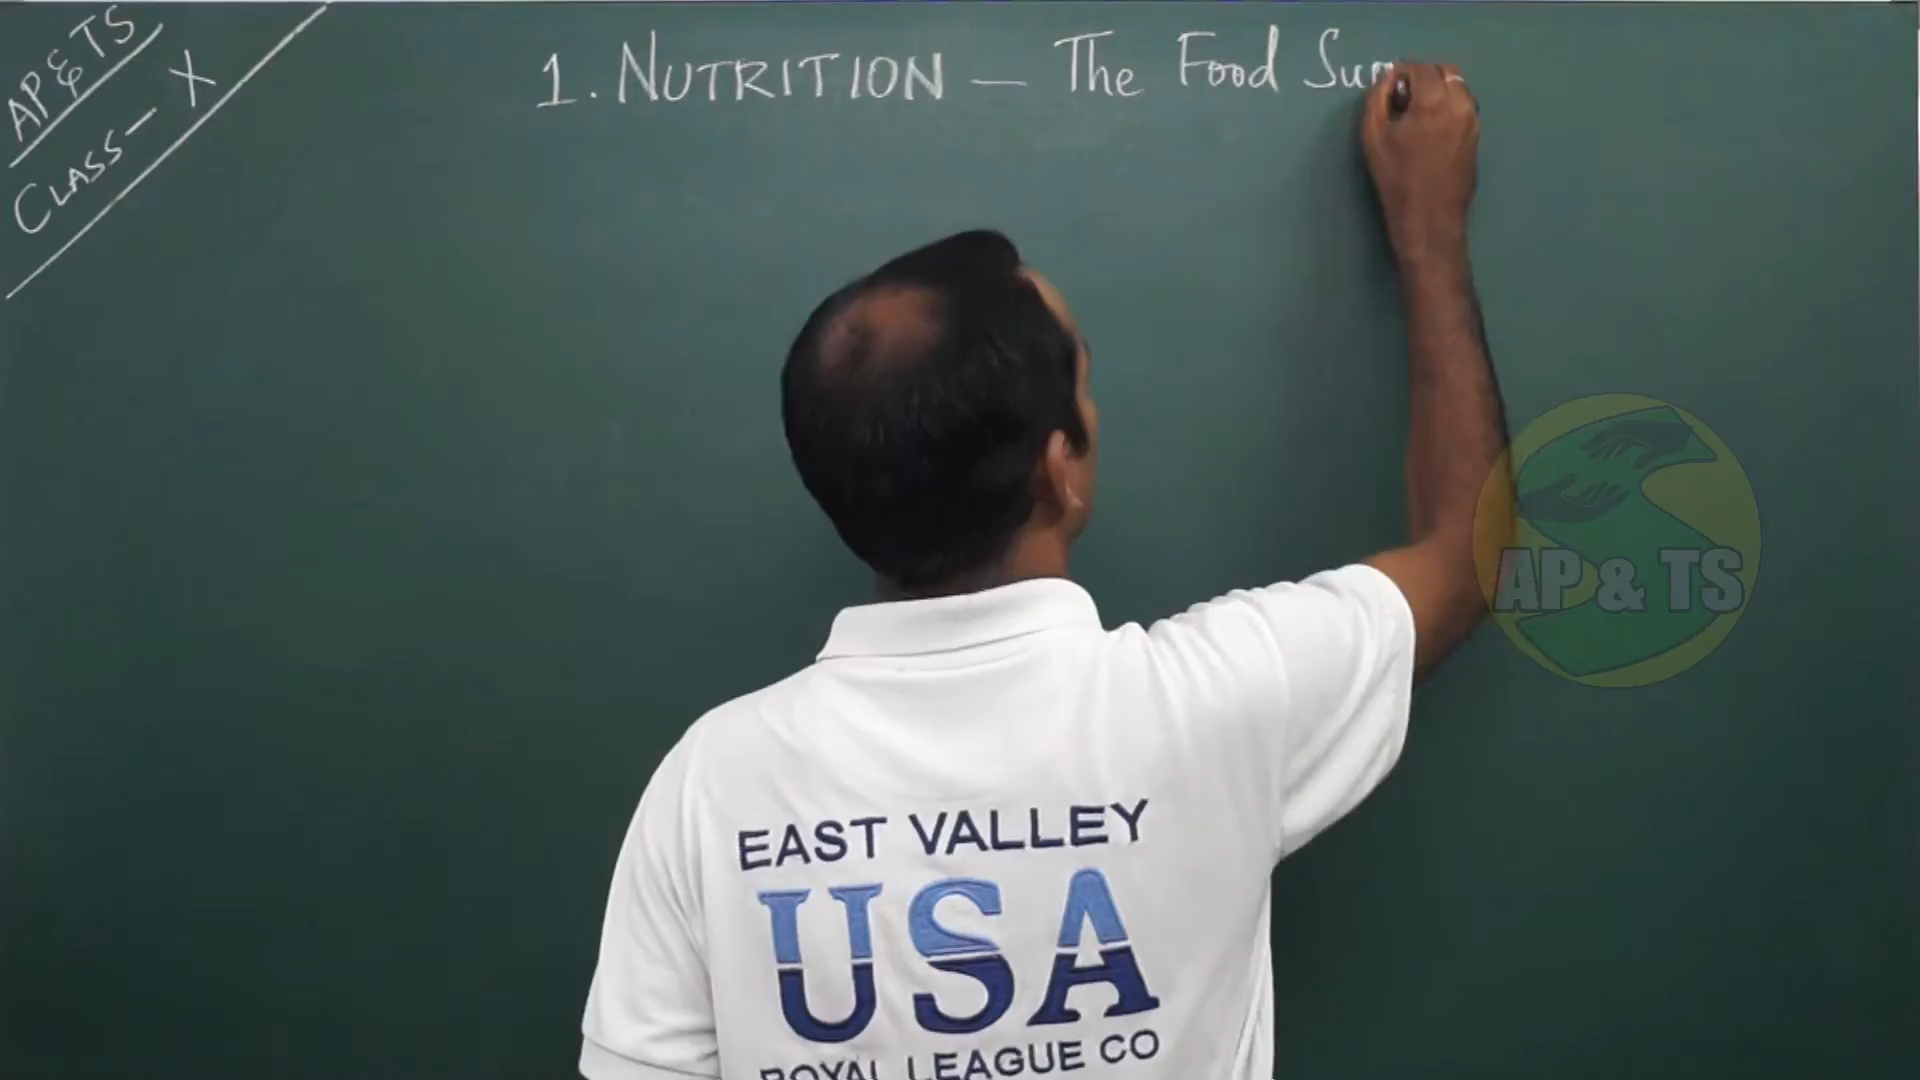 AP & TS
CLASS - X
1. NUTRITION - The Food
AP & TS
EAST VALLEY
USA
ROYAL LEAGUE CO